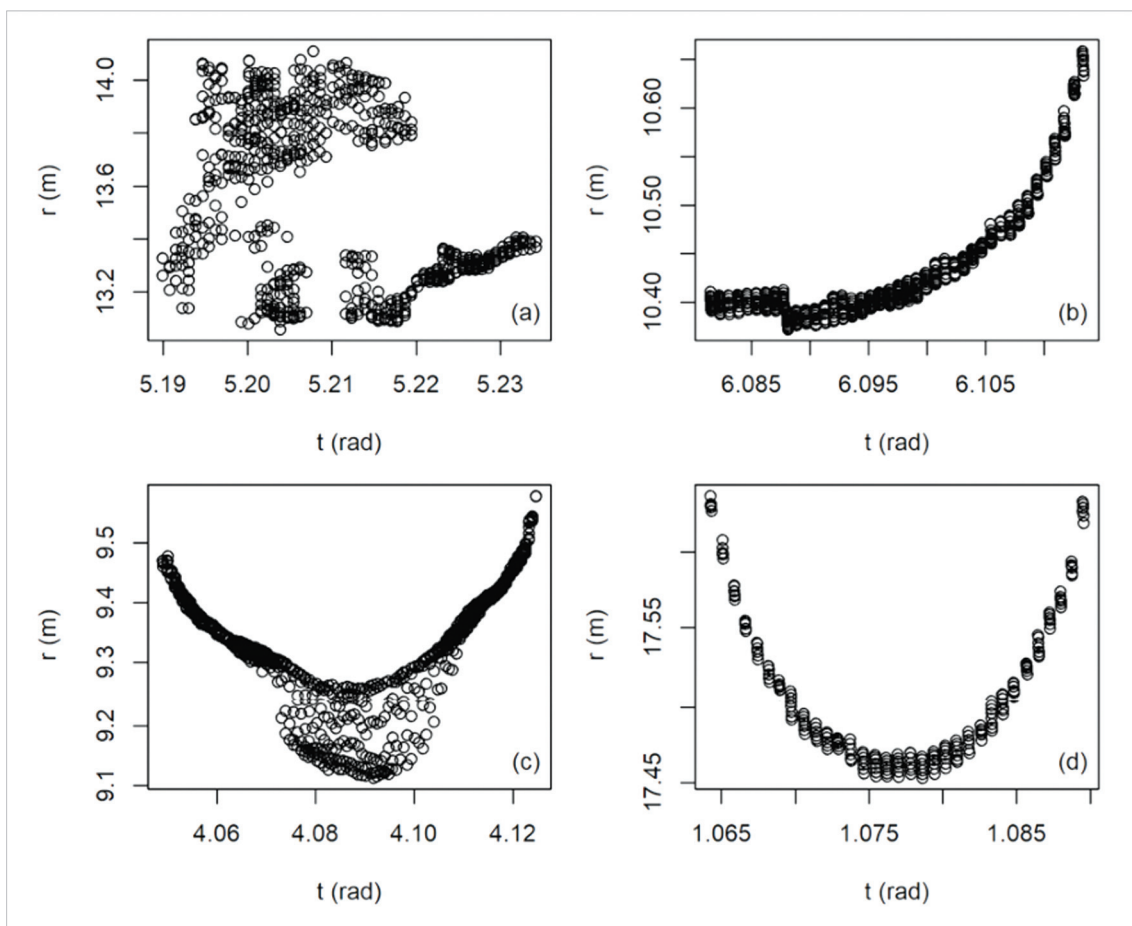 14.0
13.6
13.2
r (m)
(a)
5.19 5.20 5.21 5.22 5.23
t (rad)
10.60
10.50
10.40
r (m)
(b)
6.085 6.095 6.105
t (rad)
9.5
9.4
9.3
9.2
9.1
r (m)
(c)
4.06 4.08 4.10 4.12
t (rad)
17.55
17.45
r (m)
(d)
1.065 1.075 1.085
t (rad)